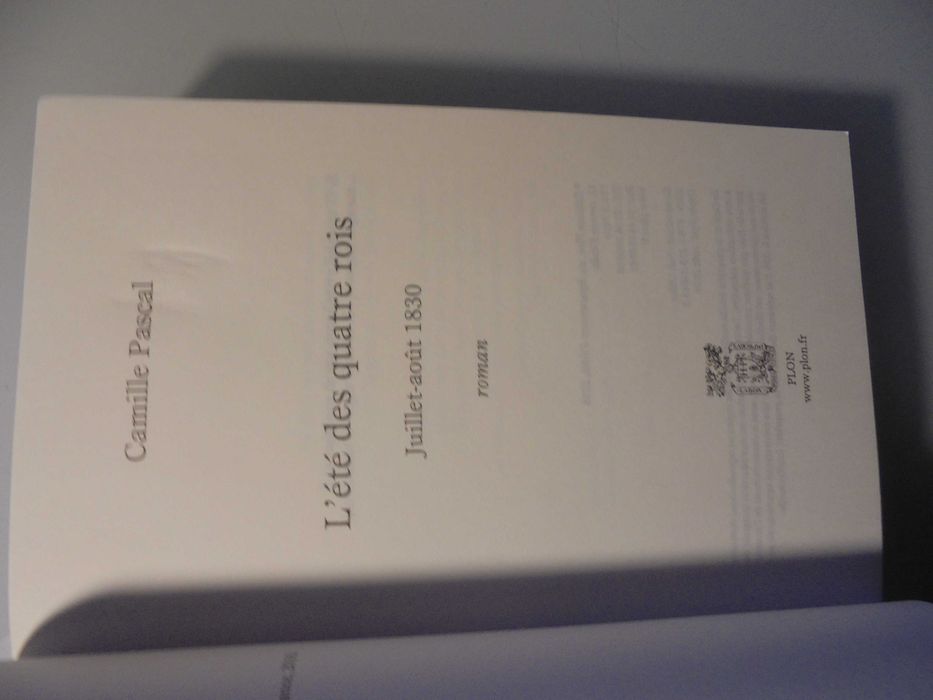 Camille Pascal
L'été des quatre rois
Juillet-août 1830
roman
PLON
www.plon.fr